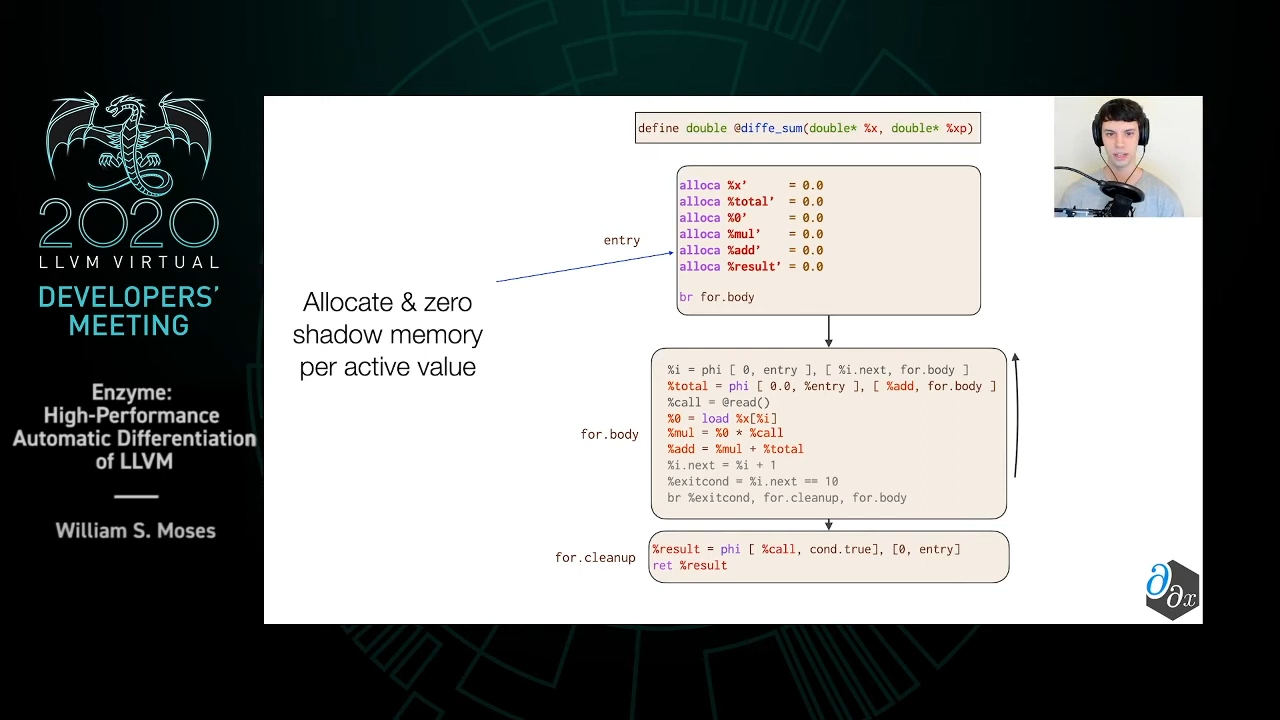 2020
LLVM VIRTUAL
DEVELOPERS’
MEETING
Enzyme:
High-Performance
Automatic Differentiation
of LLVM
William S. Moses
define double @diffe_sum(double* %x, double* %xp)
Allocate & zero
shadow memory
per active value
entry
alloca %x’ = 0.0
alloca %total’ = 0.0
alloca %0’ = 0.0
alloca %mul’ = 0.0
alloca %add’ = 0.0
alloca %result’ = 0.0
br for.body
for.body
%i = phi [ 0, entry ], [ %i.next, for.body ]
%total = phi [ 0.0, %entry ], [ %add, for.body ]
%call = @read()
%0 = load %x[%i]
%mul = %0 * %call
%add = %mul + %total
%i.next = %i + 1
%exitcond = %i.next == 10
br %exitcond, for.cleanup, for.body
for.cleanup
%result = phi [ %call, cond.true], [0, entry]
ret %result
∂
∂x